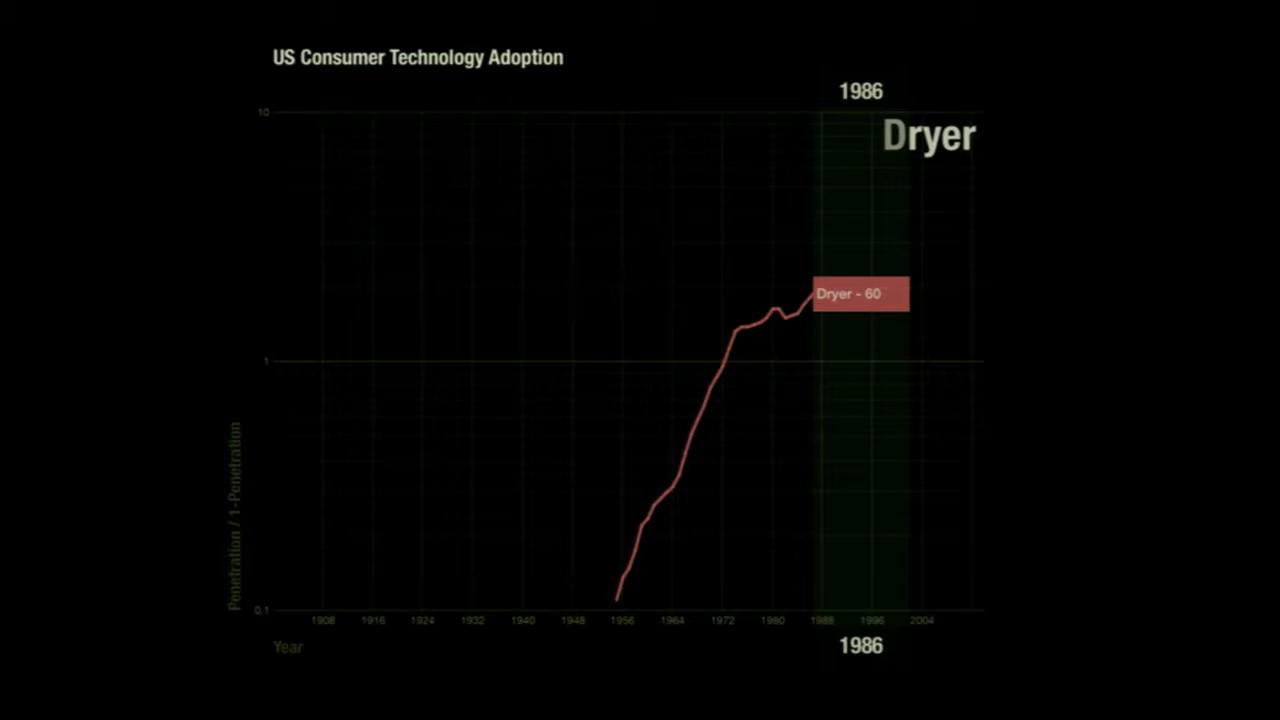 US Consumer Technology Adoption
1986
10
Dryer
Dryer - 60
1
Penetration / 1-Penetration
0.1
1908 1916 1924 1932 1940 1948 1956 1964 1972 1980 1988 1996 2004
Year
1986